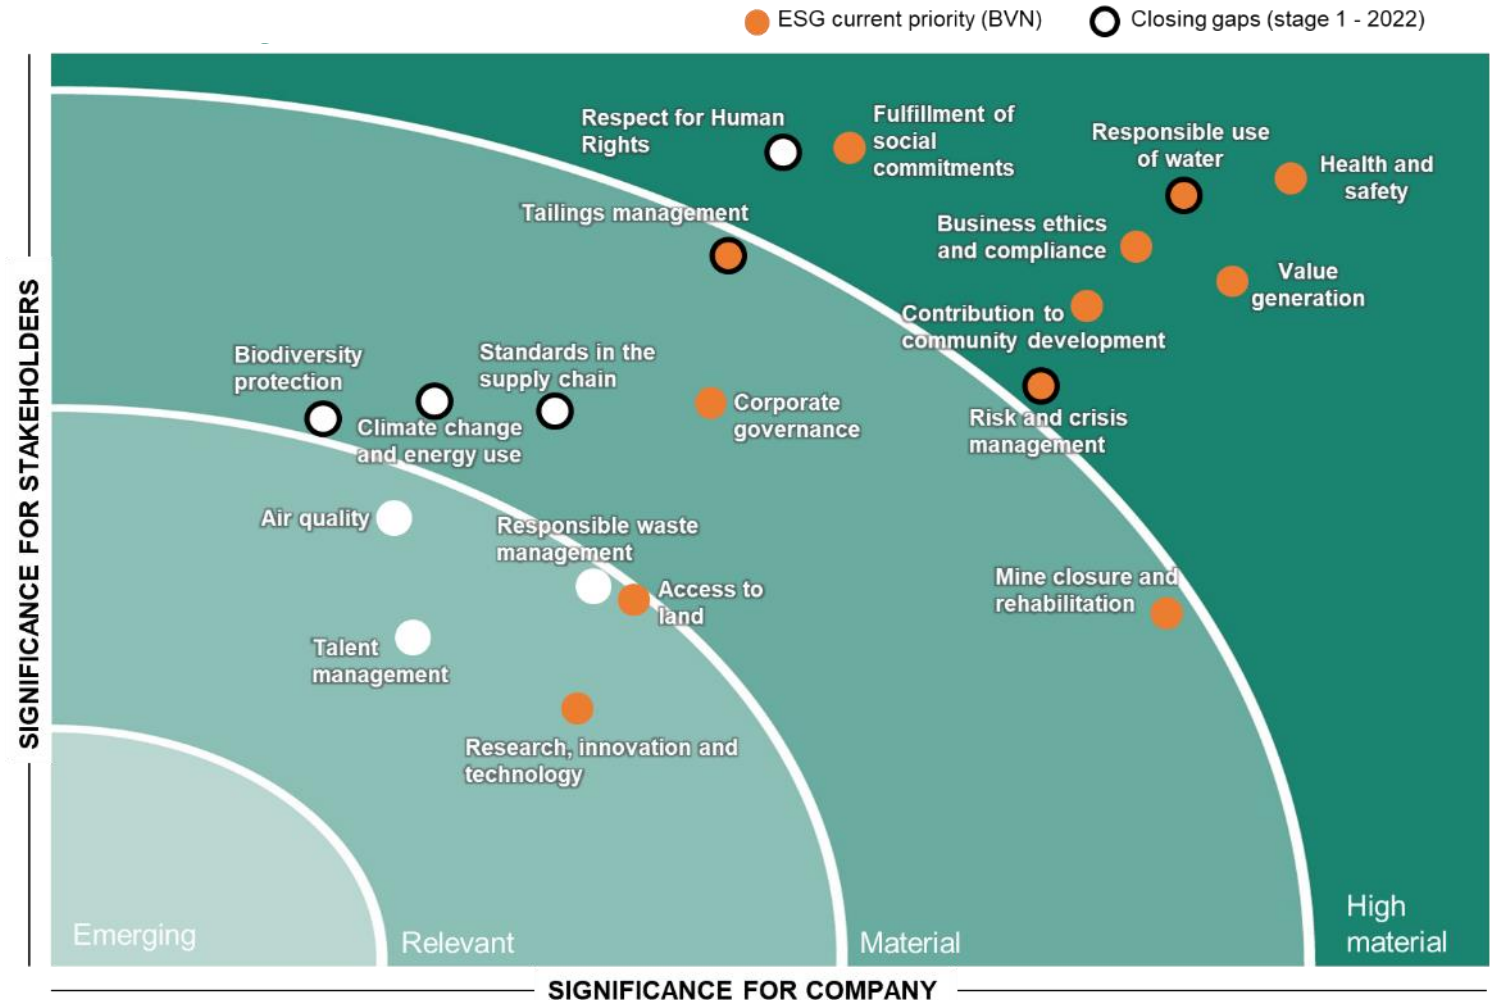 ESG current priority (BVN)
Closing gaps (stage 1 - 2022)
Respect for Human
Rights
Fulfillment of
social
commitments
Responsible use
of water
Health and
safety
Tailings management
Business ethics
and compliance
Value
generation
Contribution to
community development
Biodiversity
protection
Standards in the
supply chain
Climate change
and energy use
Corporate
governance
Risk and crisis
management
Air quality
Responsible waste
management
Access to
land
Mine closure and
rehabilitation
Talent
management
Research, innovation and
technology
Emerging
Relevant
Material
High
material
SIGNIFICANCE FOR STAKEHOLDERS
SIGNIFICANCE FOR COMPANY